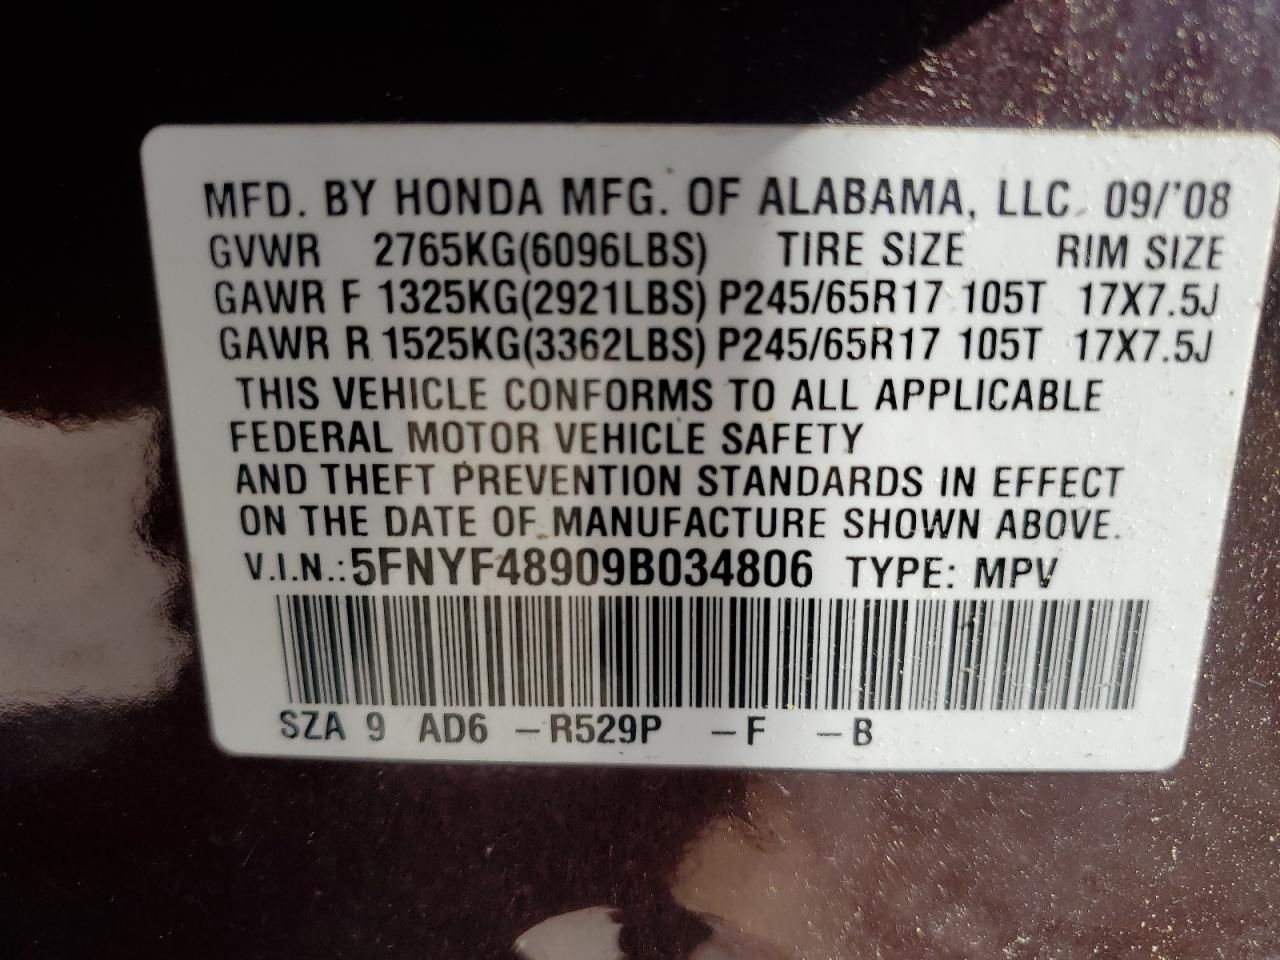 MFD. BY HONDA MFG. OF ALABAMA, LLC. 09/'08
GVWR 2765KG(6096LBS) TIRE SIZE RIM SIZE
GAWR F 1325KG(2921LBS) P245/65R17 105T 17X7.5J
GAWR R 1525KG(3362LBS) P245/65R17 105T 17X7.5J
THIS VEHICLE CONFORMS TO ALL APPLICABLE
FEDERAL MOTOR VEHICLE SAFETY
AND THEFT PREVENTION STANDARDS IN EFFECT
ON THE DATE OF MANUFACTURE SHOWN ABOVE.
V.I.N.: 5FNYF48909B034806 TYPE: MPV
SZA 9 AD6 -R529P -F -B